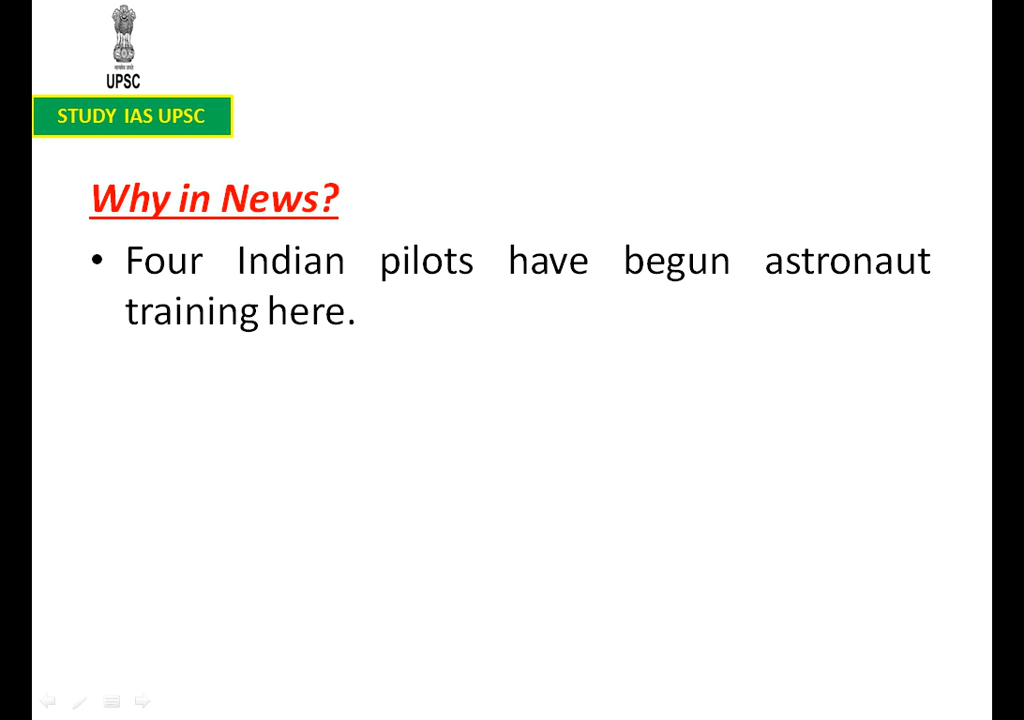 UPSC
STUDY IAS UPSC
Why in News?
• Four Indian pilots have begun astronaut
training here.